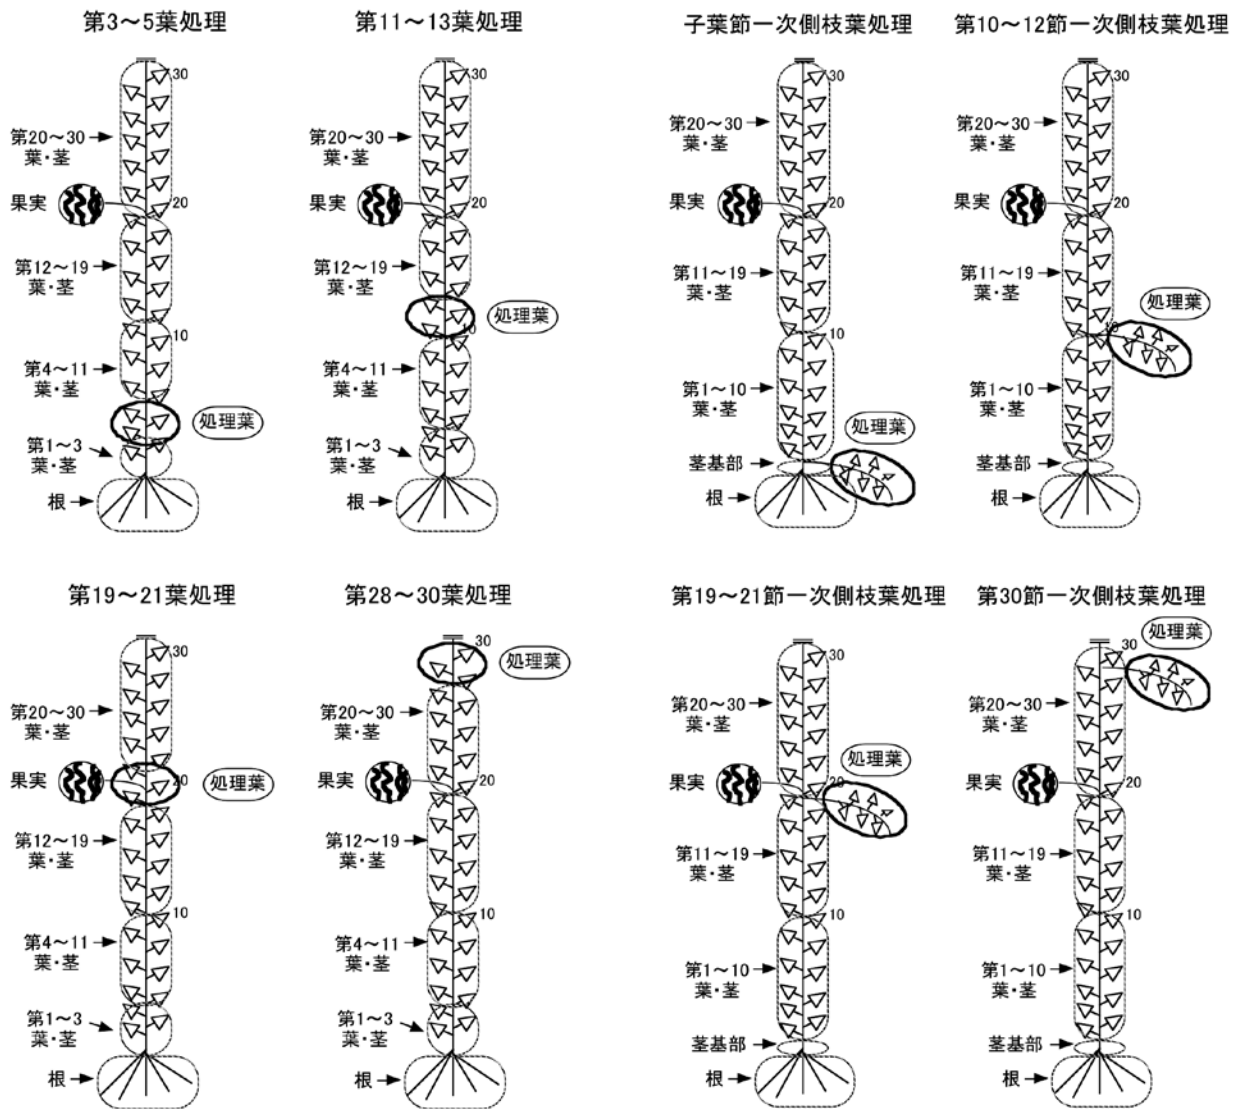 第3～5葉処理
30
第20～30
葉・茎
果実
20
第12～19
葉・茎
10
第4～11
葉・茎
処理葉
第1～3
葉・茎
根
第11～13葉処理
30
第20～30
葉・茎
果実
20
第12～19
葉・茎
処理葉
10
第4～11
葉・茎
第1～3
葉・茎
根
子葉節一次側枝葉処理
30
第20～30
葉・茎
果実
20
第11～19
葉・茎
10
第1～10
葉・茎
処理葉
茎基部
根
第10～12節一次側枝葉処理
30
第20～30
葉・茎
果実
20
第11～19
葉・茎
処理葉
10
第1～10
葉・茎
茎基部
根
第19～21葉処理
30
第20～30
葉・茎
果実
20
処理葉
第12～19
葉・茎
10
第4～11
葉・茎
第1～3
葉・茎
根
第28～30葉処理
30
処理葉
第20～30
葉・茎
果実
20
第12～19
葉・茎
10
第4～11
葉・茎
第1～3
葉・茎
根
第19～21節一次側枝葉処理
30
第20～30
葉・茎
処理葉
果実
20
第11～19
葉・茎
10
第1～10
葉・茎
茎基部
根
第30節一次側枝葉処理
処理葉
30
第20～30
葉・茎
果実
20
第11～19
葉・茎
10
第1～10
葉・茎
茎基部
根